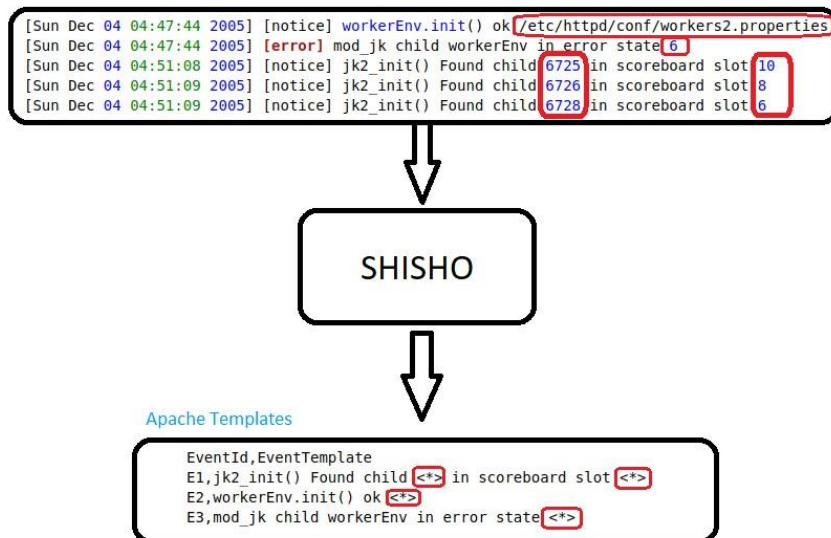 [Sun Dec 04 04:47:44 2005] [notice] workerEnv.init() ok /etc/httpd/conf/workers2.properties
[Sun Dec 04 04:47:44 2005] [error] mod_jk child workerEnv in error state 6
[Sun Dec 04 04:51:08 2005] [notice] jk2_init() Found child 6725 in scoreboard slot 10
[Sun Dec 04 04:51:09 2005] [notice] jk2_init() Found child 6726 in scoreboard slot 8
[Sun Dec 04 04:51:09 2005] [notice] jk2_init() Found child 6728 in scoreboard slot 6
SHISHO
Apache Templates
EventId,EventTemplate
E1,jk2_init() Found child <*> in scoreboard slot <*>
E2,workerEnv.init() ok <*>
E3,mod_jk child workerEnv in error state <*>